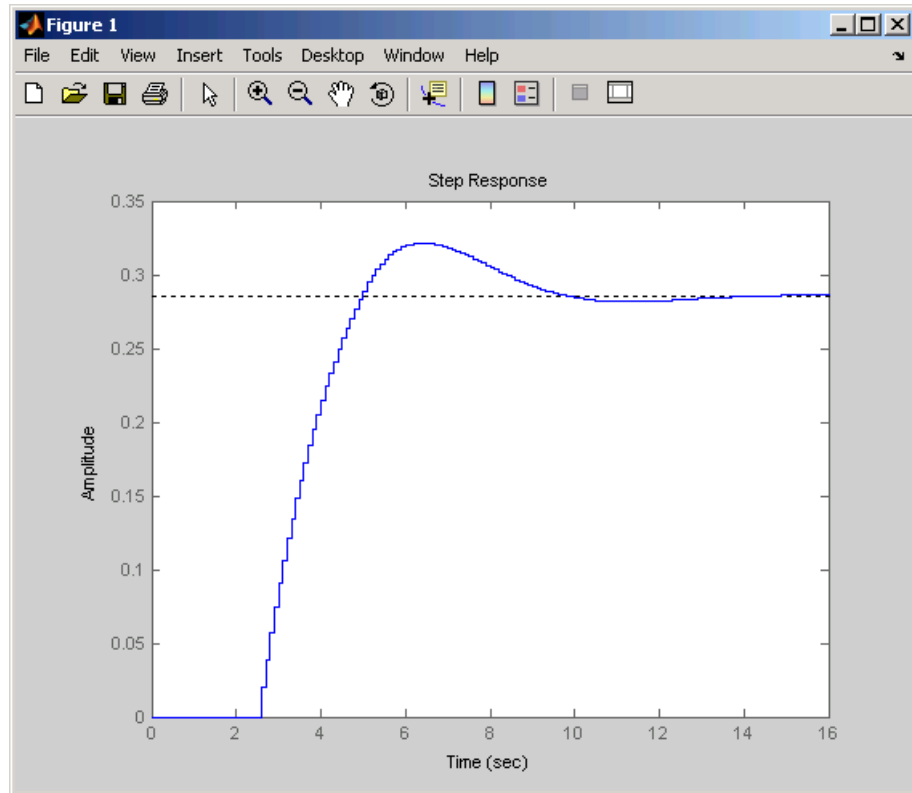 Figure 1
File Edit View Insert Tools Desktop Window Help
Step Response
0.35
0.3
0.25
0.2
0.15
0.1
0.05
0
Amplitude
0 2 4 6 8 10 12 14 16
Time (sec)